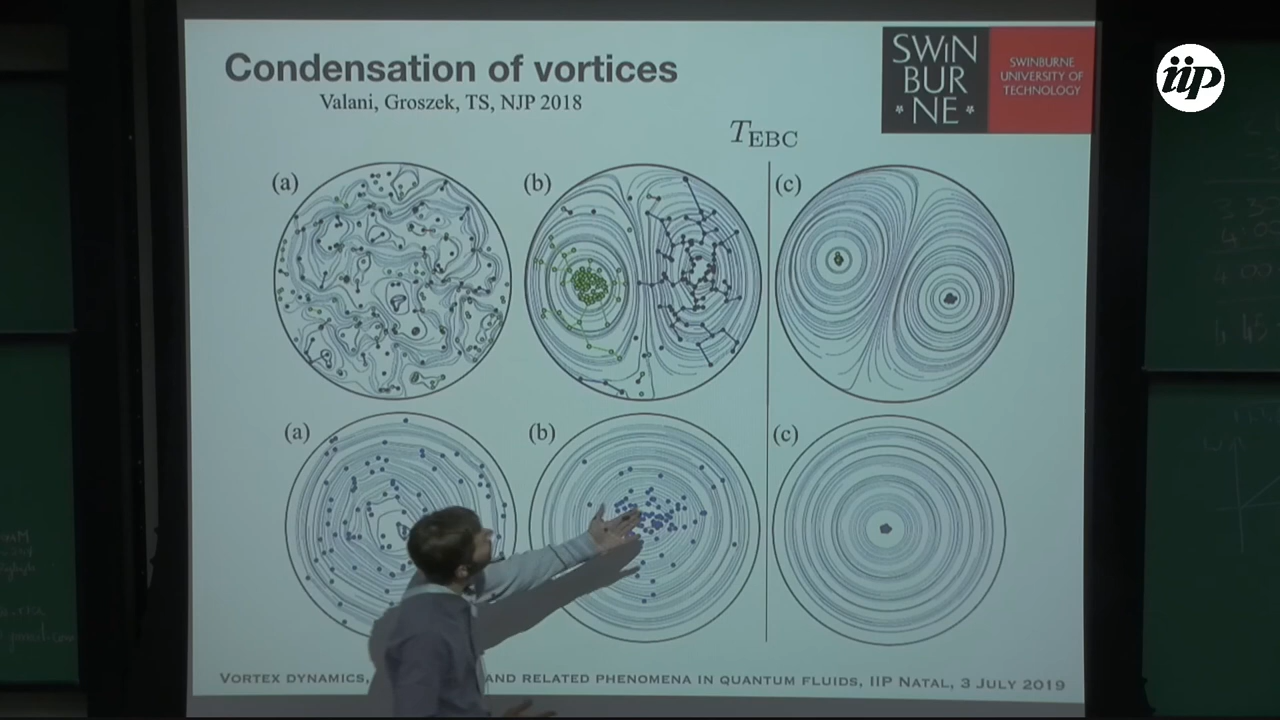 Condensation of vortices
Valani, Groszek, TS, NJP 2018
SWIN
BUR
* NE *
SWINBURNE
UNIVERSITY OF
TECHNOLOGY
iip
T_EBC
(a)
(b)
(c)
(a)
(b)
(c)
VORTEX DYNAMICS, AND RELATED PHENOMENA IN QUANTUM FLUIDS, IIP NATAL, 3 JULY 2019